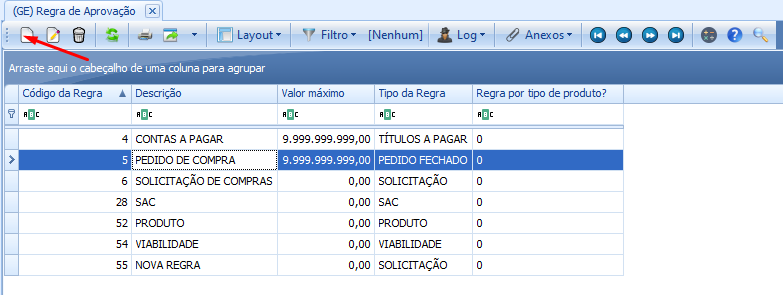 (GE) Regra de Aprovação
Layout Filtro [Nenhum] Log Anexos
Arraste aqui o cabeçalho de uma coluna para agrupar
Código da Regra Descrição Valor máximo Tipo da Regra Regra por tipo de produto?
ABC ABC ABC ABC ABC
4 CONTAS A PAGAR 9.999.999.999,00 TÍTULOS A PAGAR 0
5 PEDIDO DE COMPRA 9.999.999.999,00 PEDIDO FECHADO 0
6 SOLICITAÇÃO DE COMPRAS 0,00 SOLICITAÇÃO 0
28 SAC 0,00 SAC 0
52 PRODUTO 0,00 PRODUTO 0
54 VIABILIDADE 0,00 VIABILIDADE 0
55 NOVA REGRA 0,00 SOLICITAÇÃO 0